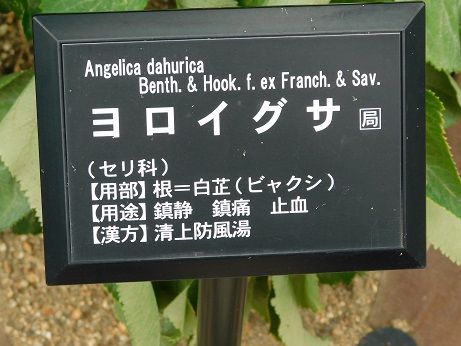 Angelica dahurica
Benth. & Hook. f. ex Franch. & Sav.
ヨロイグサ 局
(セリ科)
【用部】根=白芷(ビャクシ)
【用途】鎮静 鎮痛 止血
【漢方】清上防風湯